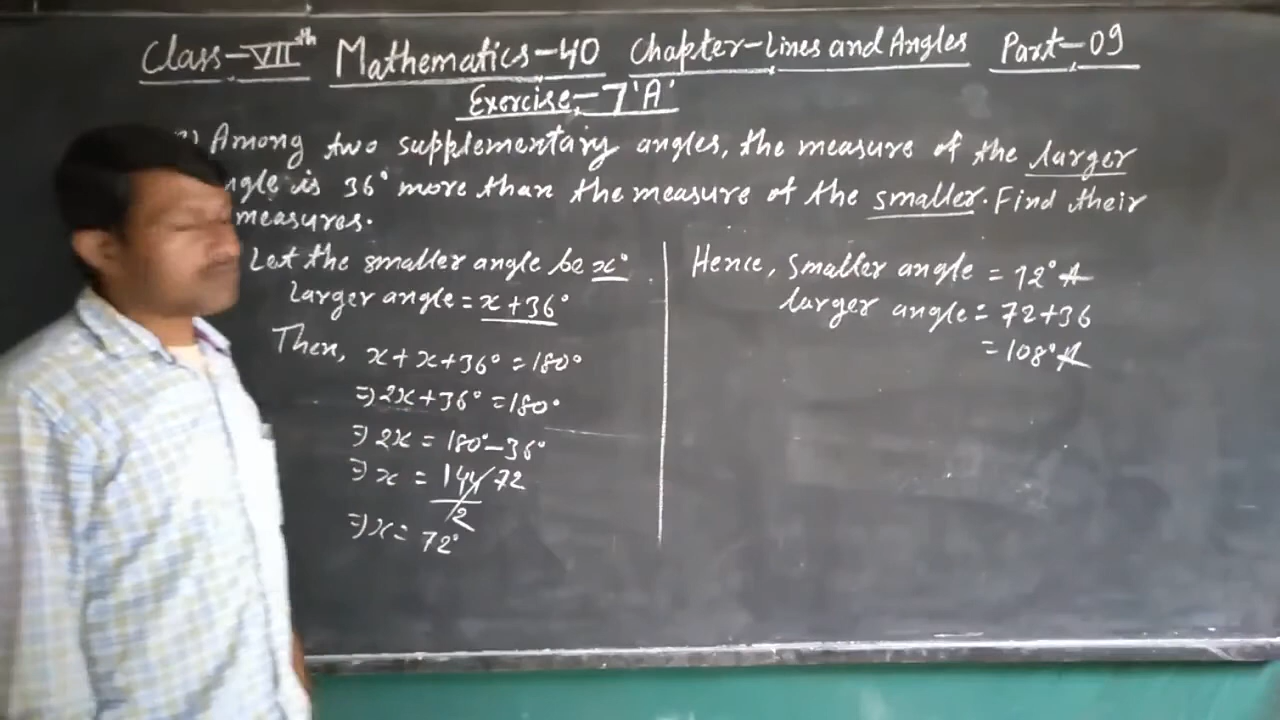 Class-VIIth Mathematics-40 Chapter-Lines and Angles Part-09
Exercise-7'A'
Among two supplementary angles, the measure of the larger
ngle is 36° more than the measure of the smaller. Find their
measures.
Let the smaller angle be x°
Larger angle = x+36°
Then, x+x+36° = 180°
⇒ 2x+36° = 180°
⇒ 2x = 180°-36°
⇒ x = 144/2 72
⇒ x = 72°
Hence, Smaller angle = 72°
larger angle = 72+36
= 108°